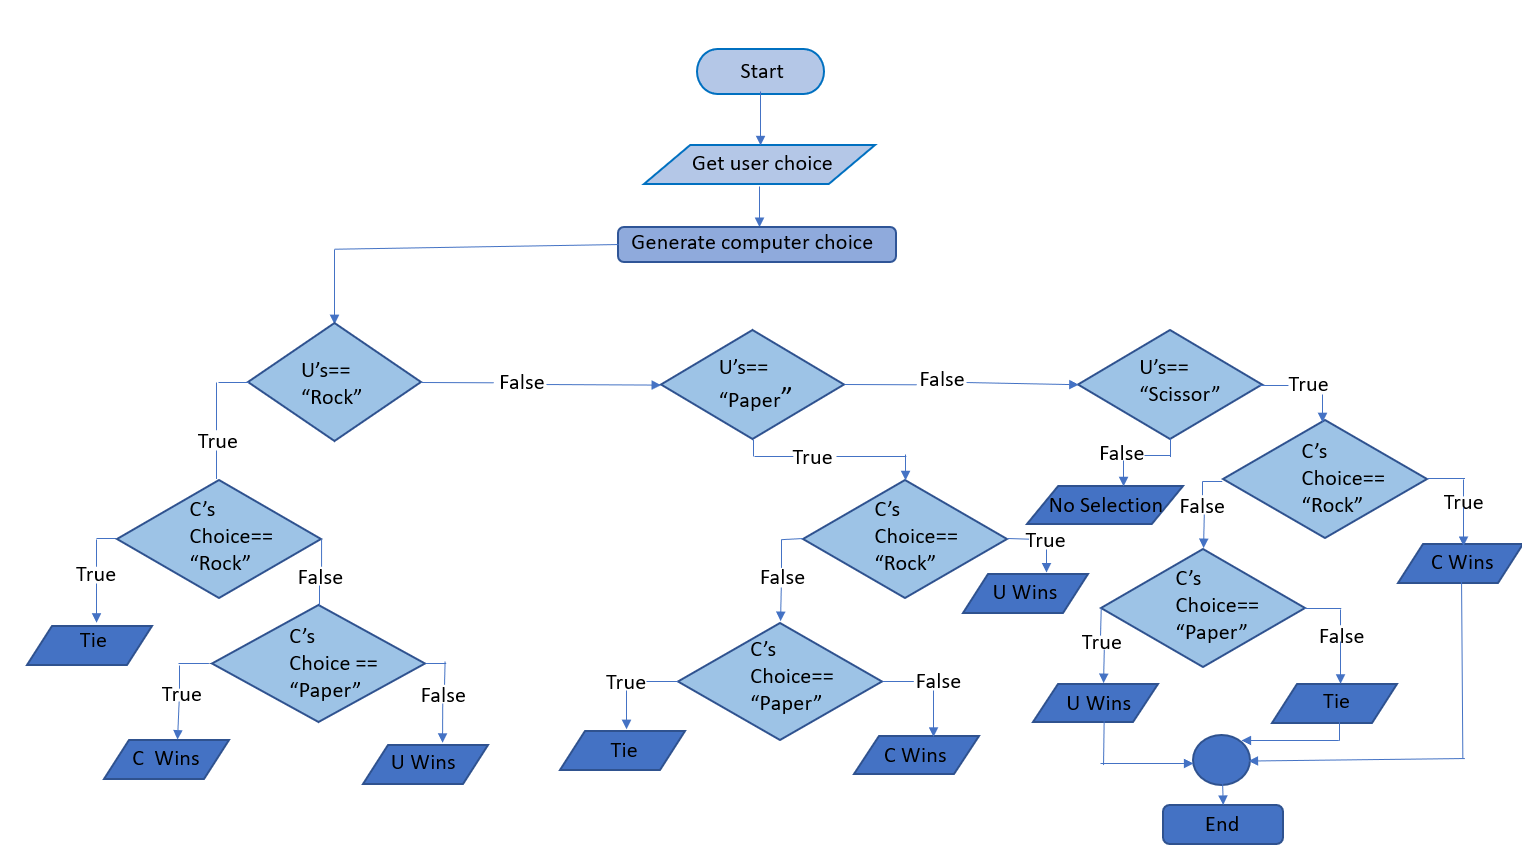 Start
Get user choice
Generate computer choice
U’s==
“Rock”
False
U’s==
“Paper”
False
U’s==
“Scissor”
True
True
True
False
No Selection
C’s
Choice==
“Rock”
False
True
C Wins
C’s
Choice==
“Rock”
True
False
Tie
C’s
Choice==
“Rock”
False
True
U Wins
C’s
Choice==
“Paper”
True
False
U Wins
Tie
C’s
Choice ==
“Paper”
True
False
C  Wins
U Wins
C’s
Choice==
“Paper”
True
False
Tie
C Wins
End